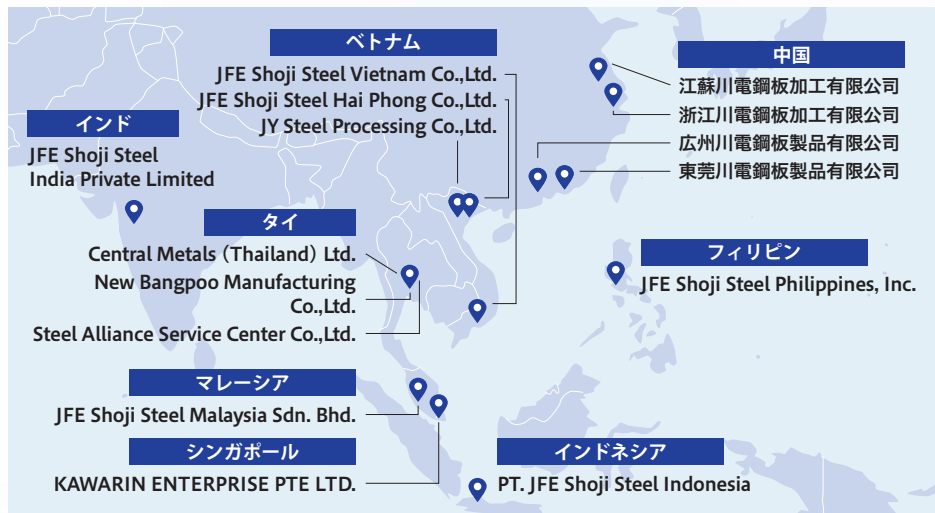 ベトナム
JFE Shoji Steel Vietnam Co.,Ltd.
JFE Shoji Steel Hai Phong Co.,Ltd.
JY Steel Processing Co.,Ltd.
中国
江蘇川電鋼板加工有限公司
浙江川電鋼板加工有限公司
広州川電鋼板製品有限公司
東莞川電鋼板製品有限公司
インド
JFE Shoji Steel
India Private Limited
タイ
Central Metals（Thailand）Ltd.
New Bangpoo Manufacturing
Co.,Ltd.
Steel Alliance Service Center Co.,Ltd.
フィリピン
JFE Shoji Steel Philippines, Inc.
マレーシア
JFE Shoji Steel Malaysia Sdn. Bhd.
シンガポール
KAWARIN ENTERPRISE PTE LTD.
インドネシア
PT. JFE Shoji Steel Indonesia